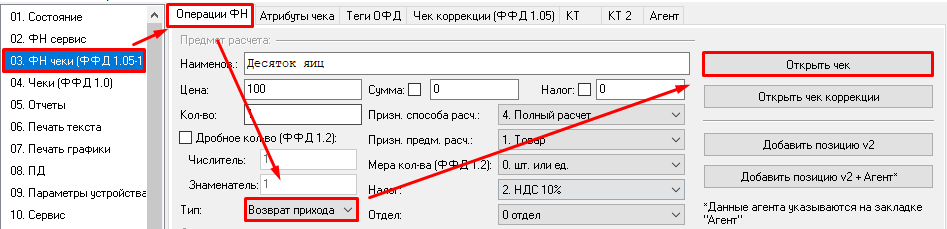 01. Состояние
02. ФН сервис
03. ФН чеки (ФФД 1.05-1
04. Чеки (ФФД 1.0)
05. Отчеты
06. Печать текста
07. Печать графики
08. ПД
09. Параметры устройства
10. Сервис
Операции ФН Атрибуты чека Теги ОФД Чек коррекции (ФФД 1.05) КТ КТ 2 Агент
Предмет расчета:
Наименов.: Десяток яиц
Цена: 100 Сумма: 0 Налог: 0
Кол-во: 1 Призн. способа расч.: 4. Полный расчет
Дробное кол-во (ФФД 1.2): Призн. предм. расч.: 1. Товар
Числитель: 1 Мера кол-ва (ФФД 1.2): 0. шт. или ед.
Знаменатель: 1 Налог: 2. НДС 10%
Тип: Возврат прихода Отдел: 0 отдел
Открыть чек
Открыть чек коррекции
Добавить позицию v2
Добавить позицию v2 + Агент*
*Данные агента указываются на закладке
"Агент"